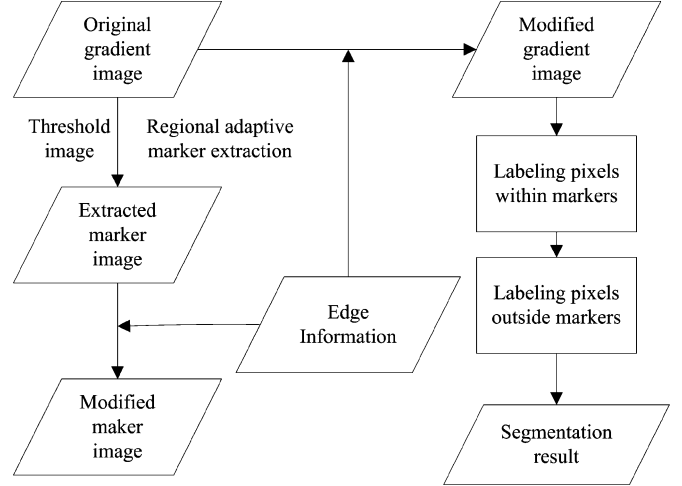 Original
gradient
image
Modified
gradient
image
Threshold
image
Regional adaptive
marker extraction
Labeling pixels
within markers
Extracted
marker
image
Labeling pixels
outside markers
Edge
Information
Modified
maker
image
Segmentation
result